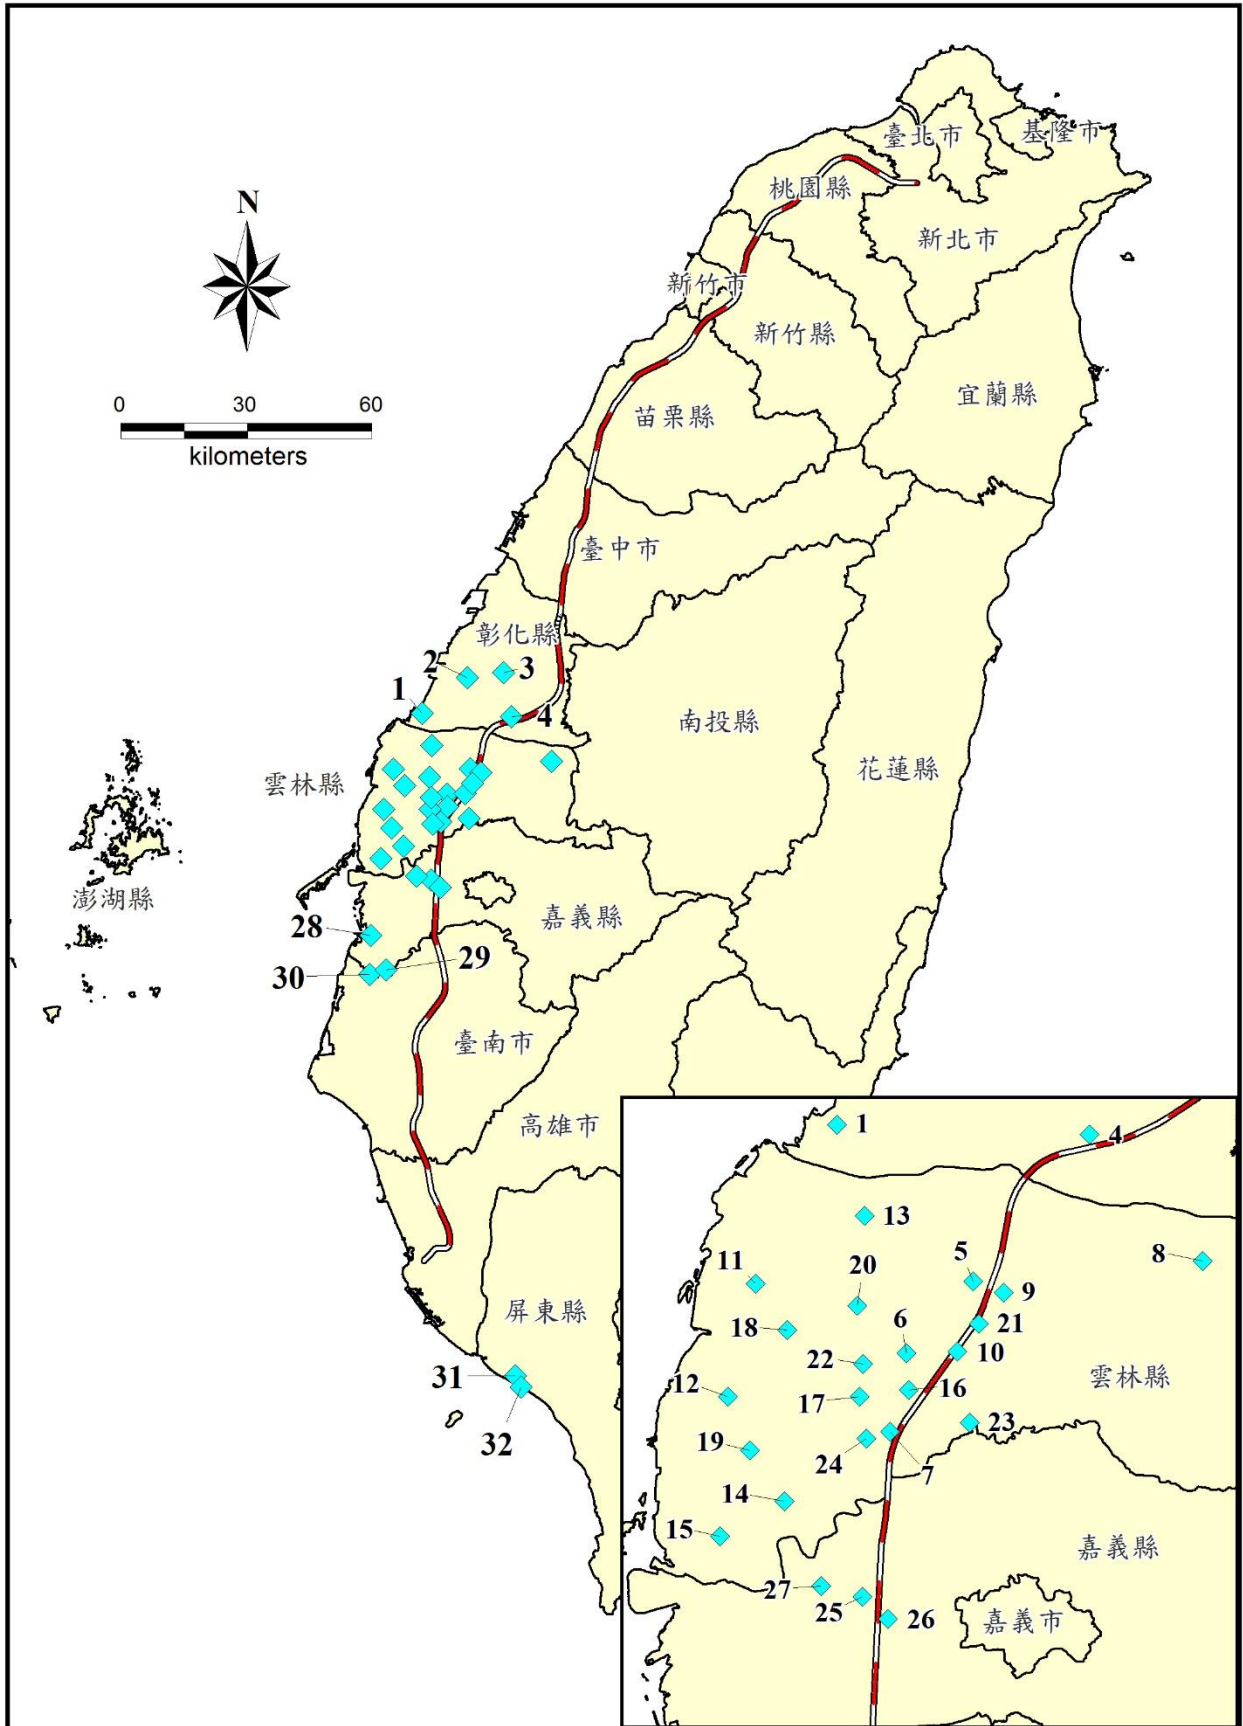 臺北市
基隆市
桃園縣
N
新北市
新竹市
新竹縣
宜蘭縣
0 30 60
kilometers
苗栗縣
臺中市
彰化縣
2
3
1
4
南投縣
花蓮縣
雲林縣
澎湖縣
嘉義縣
28
29
30
臺南市
高雄市
屏東縣
31
32
1
4
13
8
5
11
20
9
6
21
18
10
22
雲林縣
12
17
16
23
19
24
7
14
15
嘉義縣
27
25
26
嘉義市